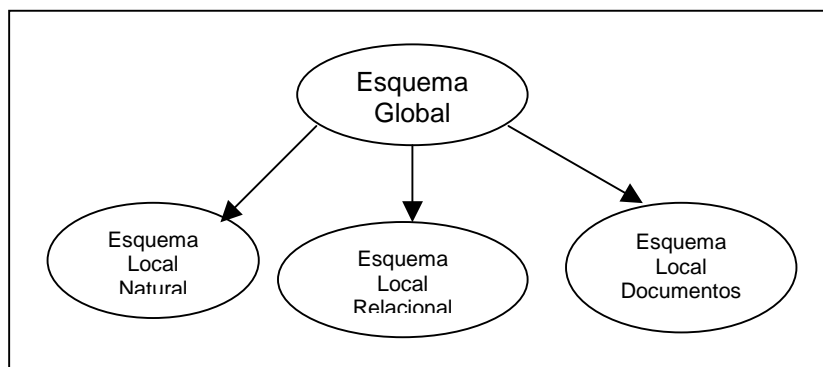 Esquema
Global
Esquema
Local
Natural
Esquema
Local
Relacional
Esquema
Local
Documentos